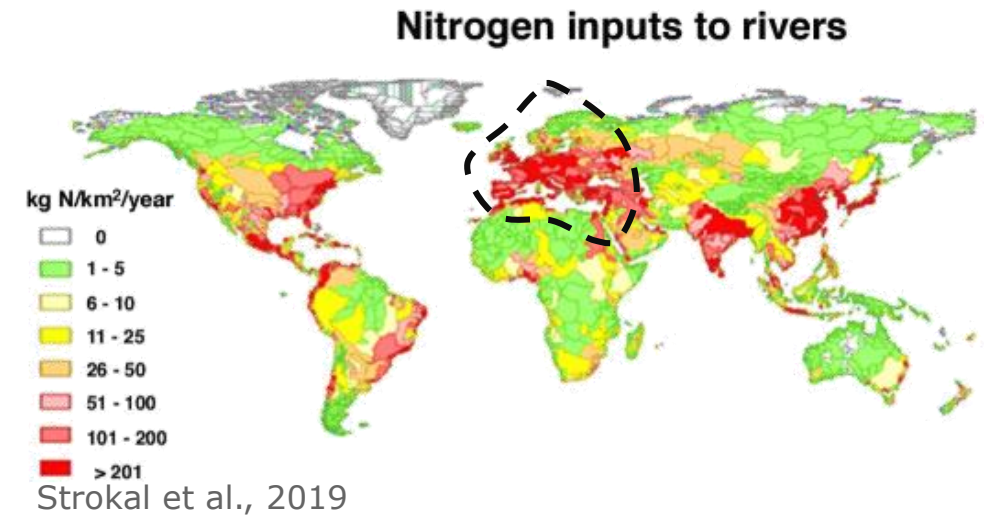 Nitrogen inputs to rivers
kg N/km²/year
0
1 - 5
6 - 10
11 - 25
26 - 50
51 - 100
101 - 200
> 201
Strokal et al., 2019